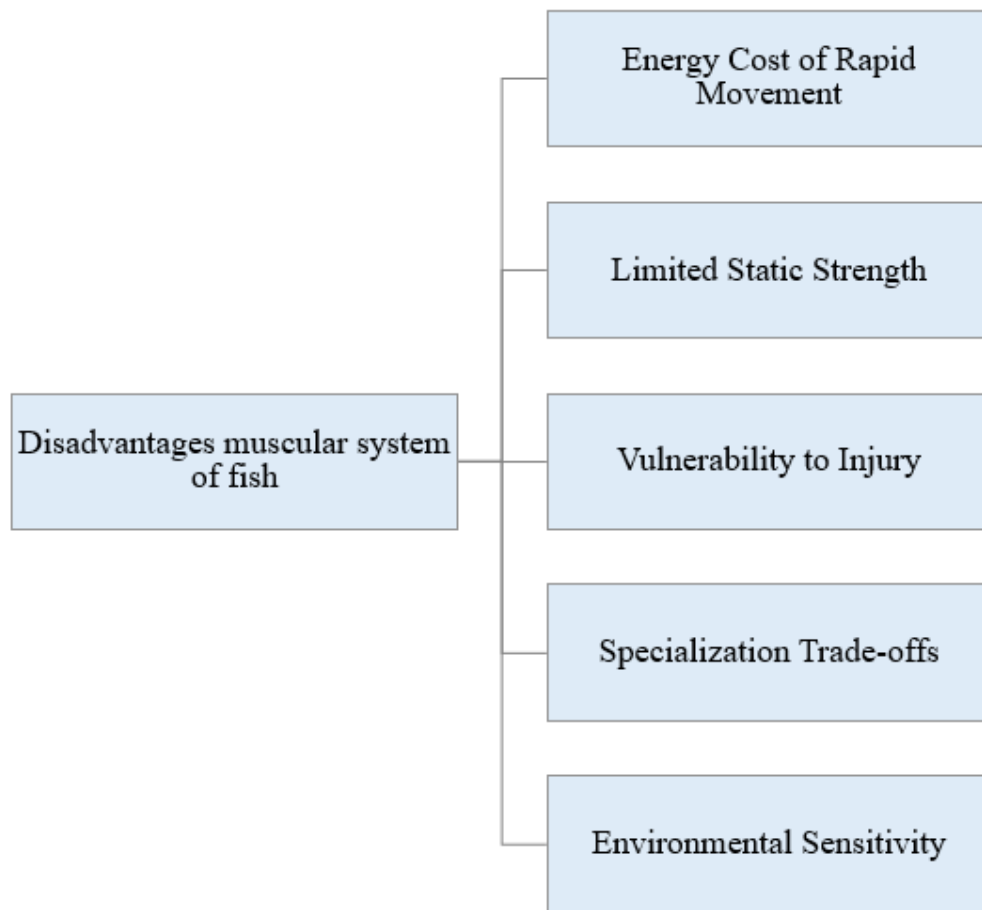 Energy Cost of Rapid
Movement
Limited Static Strength
Disadvantages muscular system
of fish
Vulnerability to Injury
Specialization Trade-offs
Environmental Sensitivity